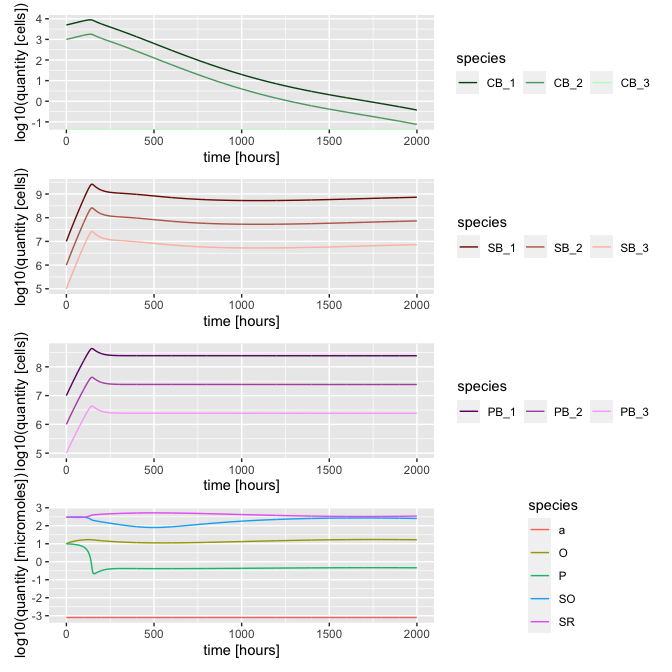 log10(quantity [cells])
4
3
2
1
0
-1
0 500 1000 1500 2000
time [hours]
species
CB_1 CB_2 CB_3
log10(quantity [cells])
9
8
7
6
5
0 500 1000 1500 2000
time [hours]
species
SB_1 SB_2 SB_3
log10(quantity [cells])
8
7
6
5
0 500 1000 1500 2000
time [hours]
species
PB_1 PB_2 PB_3
log10(quantity [micromoles])
3
2
1
0
-1
-2
-3
0 500 1000 1500 2000
time [hours]
species
a
O
P
SO
SR